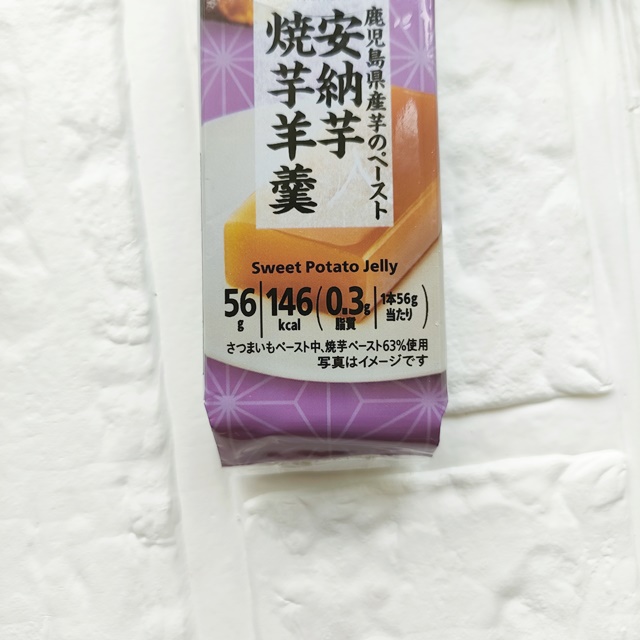 鹿児島県産芋のペースト
安納芋
焼芋羊羹
Sweet Potato Jelly
56g
146kcal
(0.3g
脂質
1本56g
当たり)
さつまいもペースト中、焼芋ペースト63%使用
写真はイメージです